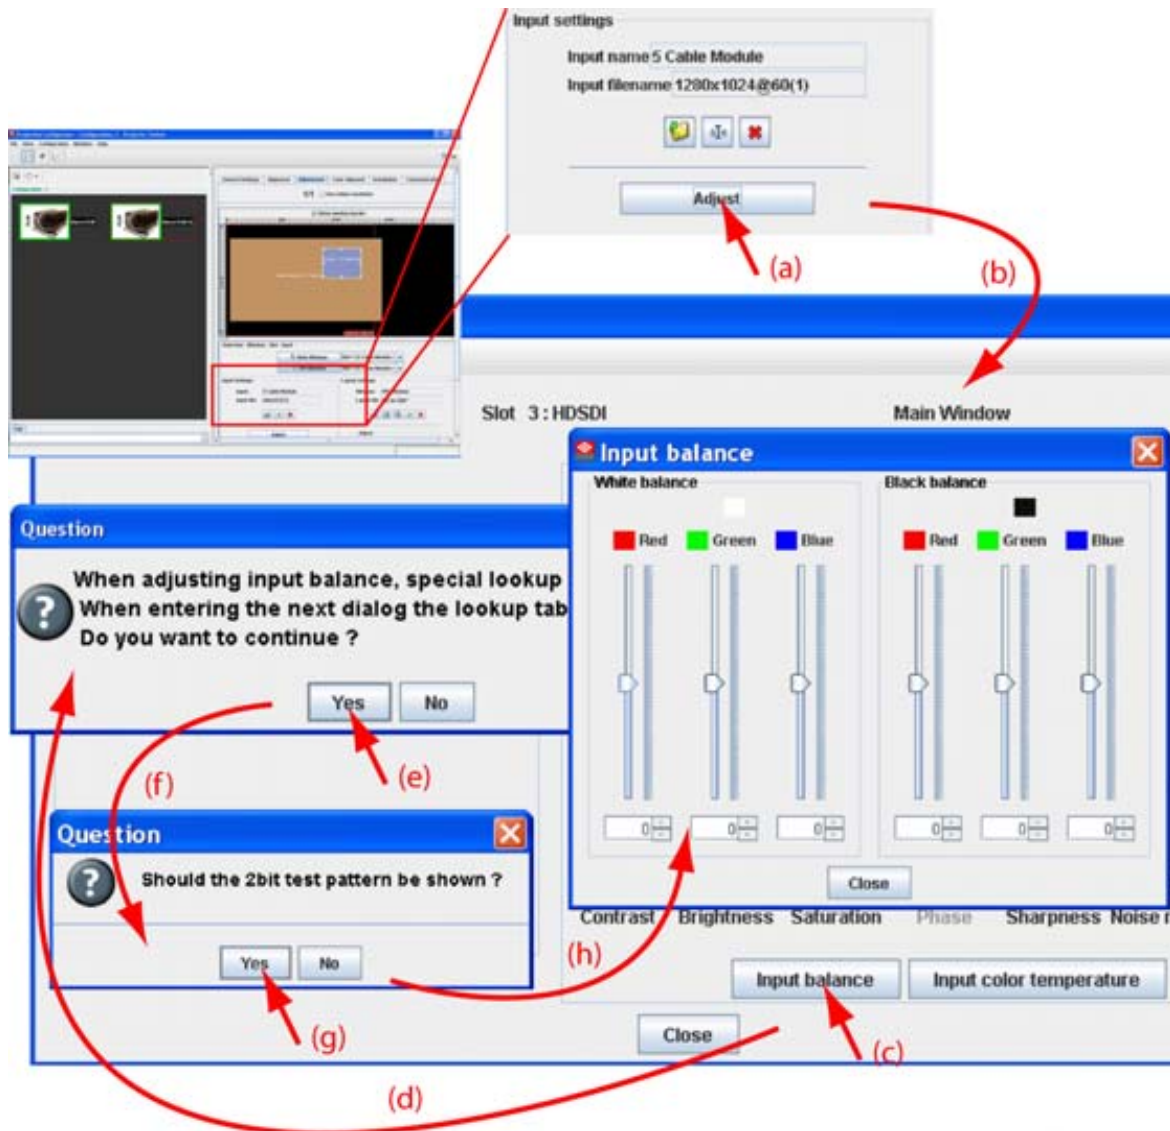 Input settings
Input name 5 Cable Module
Input filename 1280x1024@60(1)
Adjust
(a)
(b)
Slot 3 : HDSDI
Main Window
Input balance
White balance
Black balance
Red Green Blue
Red Green Blue
0 0 0
0 0 0
Close
Question
When adjusting input balance, special lookup
When entering the next dialog the lookup tab
Do you want to continue ?
Yes No
(e)
(f)
Question
Should the 2bit test pattern be shown ?
Yes No
(g)
(h)
Contrast Brightness Saturation Phase Sharpness Noise r
Input balance Input color temperature
(c)
Close
(d)